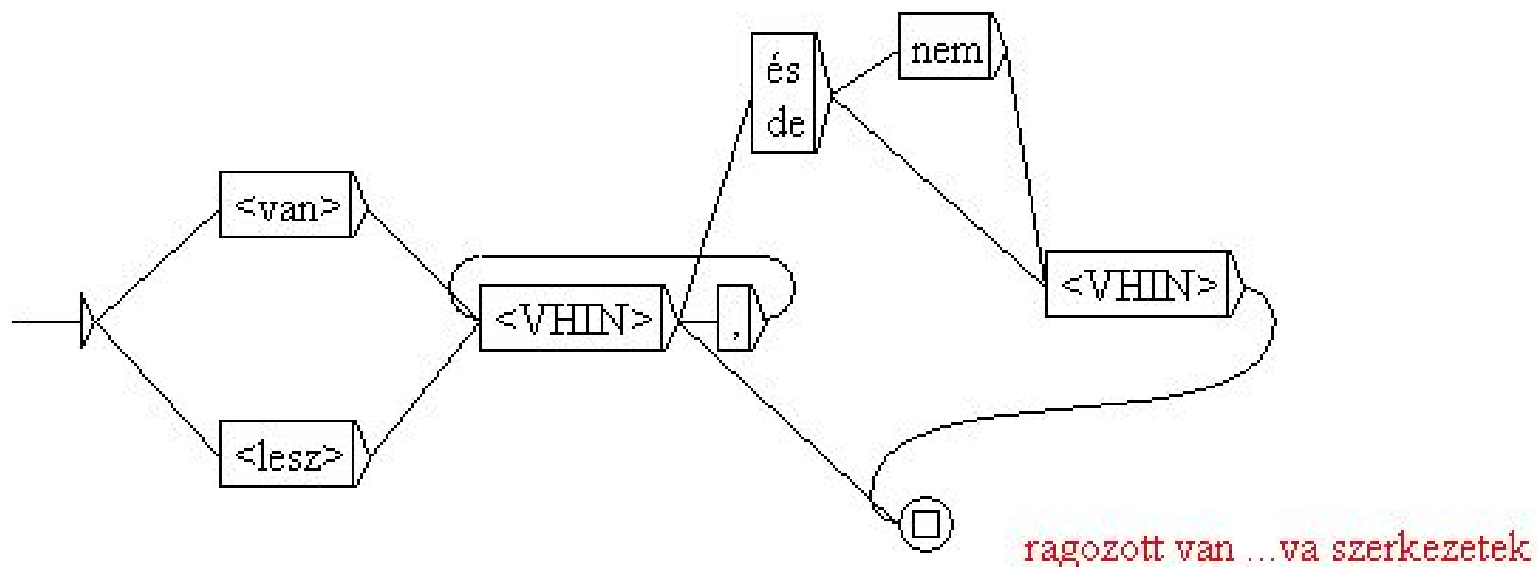 és
de
nem
<van>
<VHIN>
,
<VHIN>
<lesz>
ragozott van ...va szerkezetek